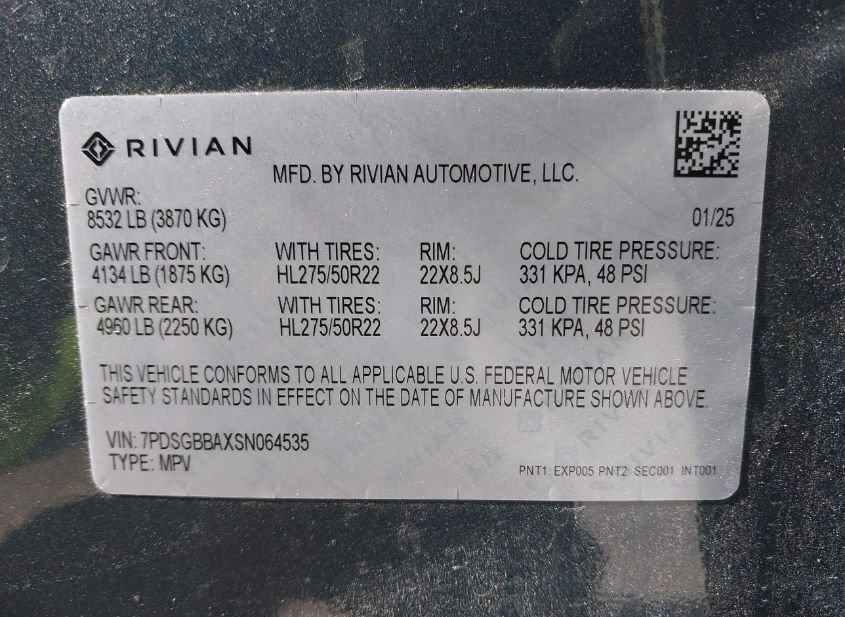 RIVIAN
MFD. BY RIVIAN AUTOMOTIVE, LLC.
GVWR:
8532 LB (3870 KG) 01/25
GAWR FRONT: WITH TIRES: RIM: COLD TIRE PRESSURE:
4134 LB (1875 KG) HL275/50R22 22X8.5J 331 KPA, 48 PSI
GAWR REAR: WITH TIRES: RIM: COLD TIRE PRESSURE:
4960 LB (2250 KG) HL275/50R22 22X8.5J 331 KPA, 48 PSI
THIS VEHICLE CONFORMS TO ALL APPLICABLE U.S. FEDERAL MOTOR VEHICLE
SAFETY STANDARDS IN EFFECT ON THE DATE OF MANUFACTURE SHOWN ABOVE.
VIN: 7PDSGBBAXSN064535
TYPE: MPV PNT1: EXP005 PNT2: SEC001 INT001